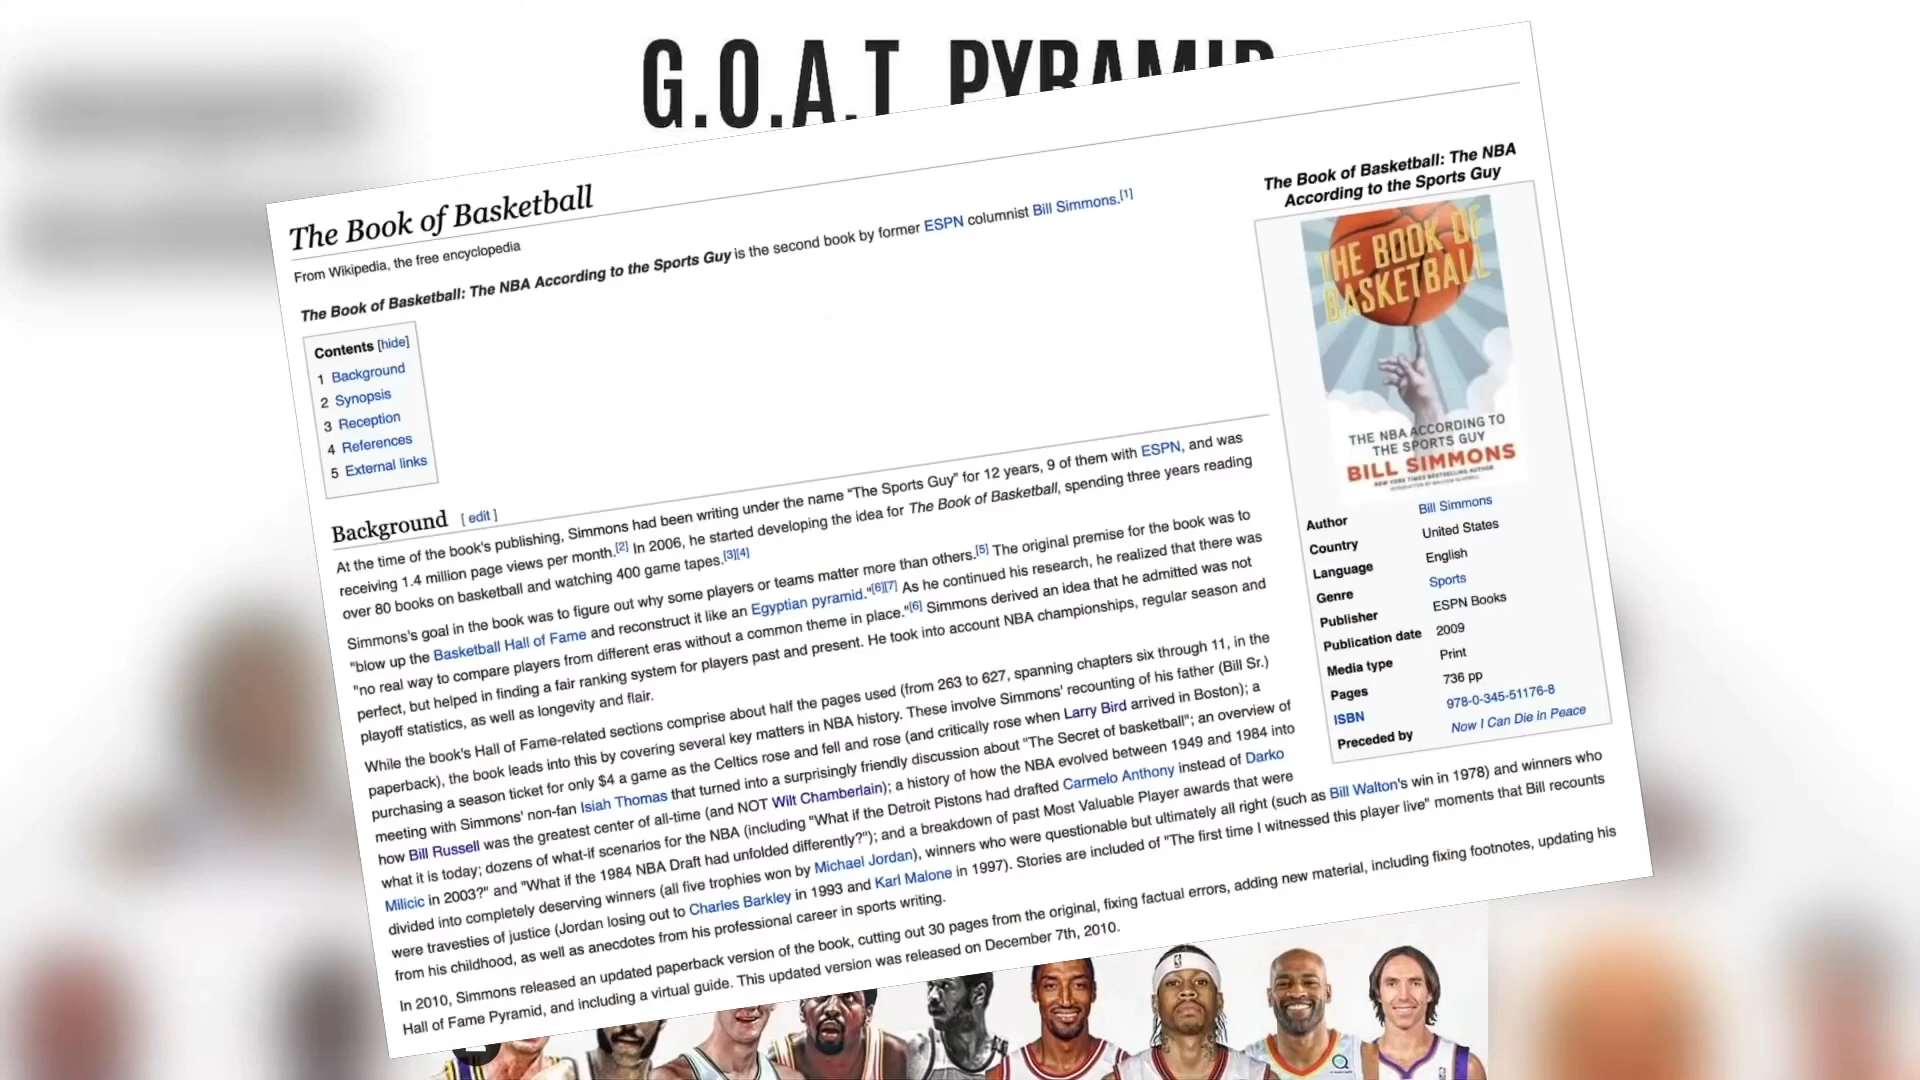 G.O.A.T PYRAMID
The Book of Basketball
From Wikipedia, the free encyclopedia
The Book of Basketball: The NBA According to the Sports Guy is the second book by former ESPN columnist Bill Simmons.[1]
Contents [hide]
1 Background
2 Synopsis
3 Reception
4 References
5 External links
Background [ edit ]
At the time of the book's publishing, Simmons had been writing under the name "The Sports Guy" for 12 years, 9 of them with ESPN, and was
receiving 1.4 million page views per month.[2] In 2006, he started developing the idea for The Book of Basketball, spending three years reading
over 80 books on basketball and watching 400 game tapes.[3][4]
Simmons's goal in the book was to figure out why some players or teams matter more than others.[5] The original premise for the book was to
"blow up the Basketball Hall of Fame and reconstruct it like an Egyptian pyramid."[6][7] As he continued his research, he realized that there was
"no real way to compare players from different eras without a common theme in place."[6] Simmons derived an idea that he admitted was not
perfect, but helped in finding a fair ranking system for players past and present. He took into account NBA championships, regular season and
playoff statistics, as well as longevity and flair.
While the book's Hall of Fame-related sections comprise about half the pages used (from 263 to 627, spanning chapters six through 11, in the
paperback), the book leads into this by covering several key matters in NBA history. These involve Simmons' recounting of his father (Bill Sr.)
purchasing a season ticket for only $4 a game as the Celtics rose and fell and rose (and critically rose when Larry Bird arrived in Boston); a
meeting with Simmons' non-fan Isiah Thomas that turned into a surprisingly friendly discussion about "The Secret of basketball"; an overview of
how Bill Russell was the greatest center of all-time (and NOT Wilt Chamberlain); a history of how the NBA evolved between 1949 and 1984 into
what it is today; dozens of what-if scenarios for the NBA (including "What if the Detroit Pistons had drafted Carmelo Anthony instead of Darko
Milicic in 2003?" and "What if the 1984 NBA Draft had unfolded differently?"); and a breakdown of past Most Valuable Player awards that were
divided into completely deserving winners (all five trophies won by Michael Jordan), winners who were questionable but ultimately all right (such as Bill Walton's win in 1978) and winners who
were travesties of justice (Jordan losing out to Charles Barkley in 1993 and Karl Malone in 1997). Stories are included of "The first time I witnessed this player live" moments that Bill recounts
from his childhood, as well as anecdotes from his professional career in sports writing.
In 2010, Simmons released an updated paperback version of the book, cutting out 30 pages from the original, fixing factual errors, adding new material, including fixing footnotes, updating his
Hall of Fame Pyramid, and including a virtual guide. This updated version was released on December 7th, 2010.
The Book of Basketball: The NBA
According to the Sports Guy
THE BOOK OF
BASKETBALL
THE NBA ACCORDING TO
THE SPORTS GUY
BILL SIMMONS
NEW YORK TIMES BESTSELLING AUTHOR
Author Bill Simmons
Country United States
Language English
Genre Sports
Publisher ESPN Books
Publication date 2009
Media type Print
Pages 736 pp
ISBN 978-0-345-51176-8
Preceded by Now I Can Die in Peace